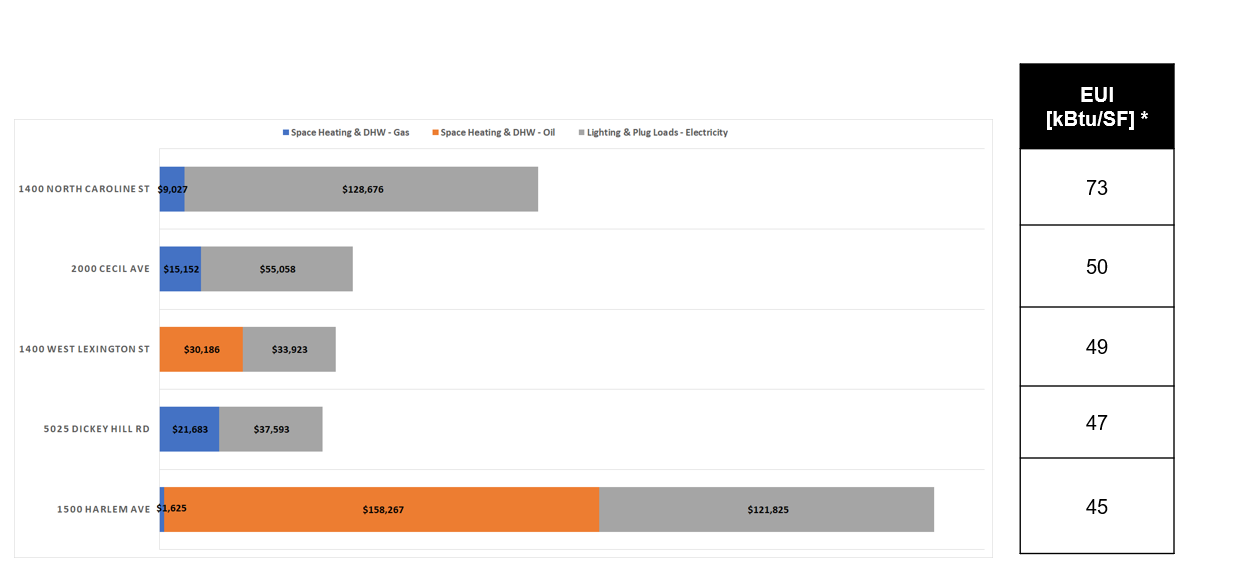 EUI
[kBtu/SF] *
Space Heating & DHW - Gas
Space Heating & DHW - Oil
Lighting & Plug Loads - Electricity
1400 NORTH CAROLINE ST
$9,027
$128,676
73
2000 CECIL AVE
$15,152
$55,058
50
1400 WEST LEXINGTON ST
$30,186
$33,923
49
5025 DICKEY HILL RD
$21,683
$37,593
47
1500 HARLEM AVE
$1,625
$158,267
$121,825
45